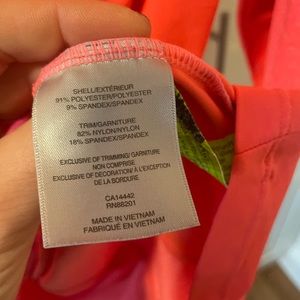 SHELL/EXTÉRIEUR
91% POLYESTER/POLYESTER
9% SPANDEX/SPANDEX
TRIM/GARNITURE
82% NYLON/NYLON
18% SPANDEX/SPANDEX
EXCLUSIVE OF TRIMMING/ GARNITURE
NON COMPRISE
EXCLUSIVE OF DECORATION/ À L'EXCEPTION
DE LA BORDURE
CA14442
RN88201
MADE IN VIETNAM
FABRIQUÉ AU VIETNAM